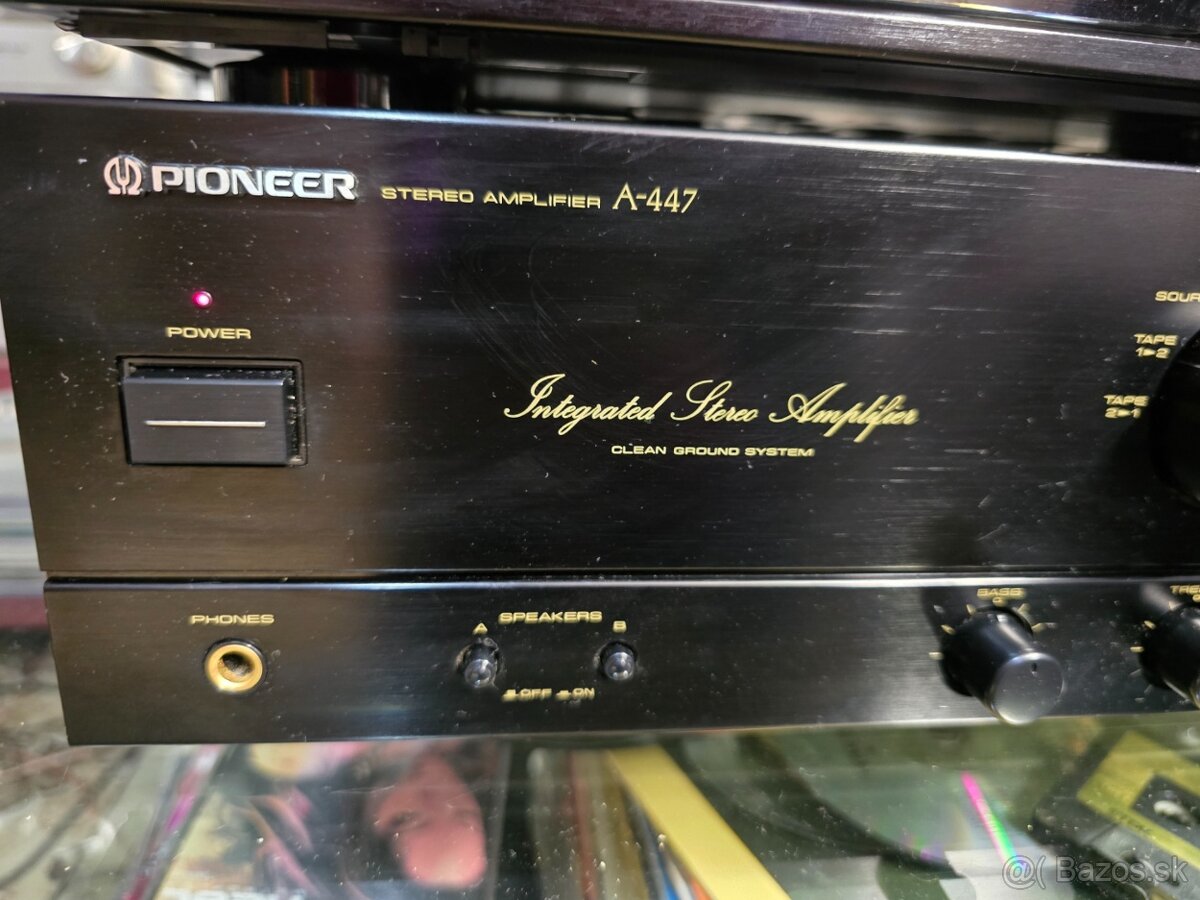 PIONEER STEREO AMPLIFIER A-447
POWER
TAPE
1▶2
TAPE
2▶1
Integrated Stereo Amplifier
CLEAN GROUND SYSTEM
PHONES
SPEAKERS
A B
OFF ON
BASS
@( Bazos.sk